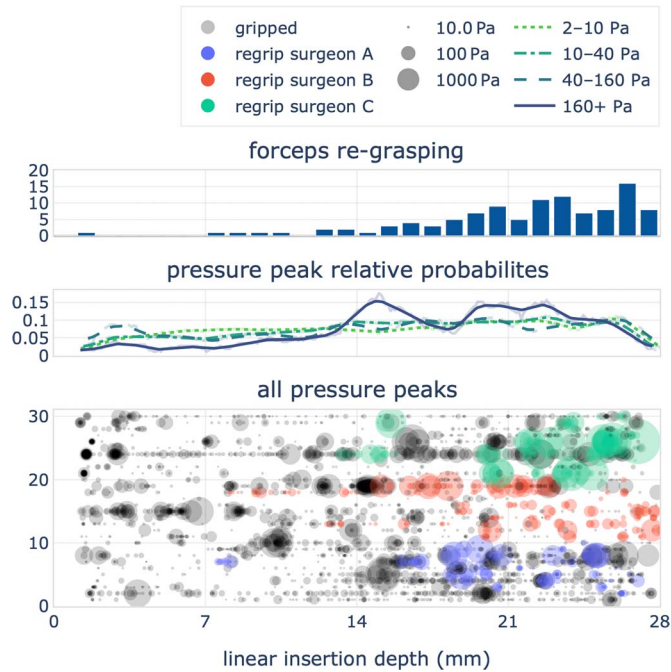 gripped
regrip surgeon A
regrip surgeon B
regrip surgeon C
10.0 Pa
100 Pa
1000 Pa
2–10 Pa
10–40 Pa
40–160 Pa
160+ Pa
forceps re-grasping
20
15
10
5
0
pressure peak relative probabilites
0.15
0.1
0.05
0
all pressure peaks
30
20
10
0
0 7 14 21 28
linear insertion depth (mm)